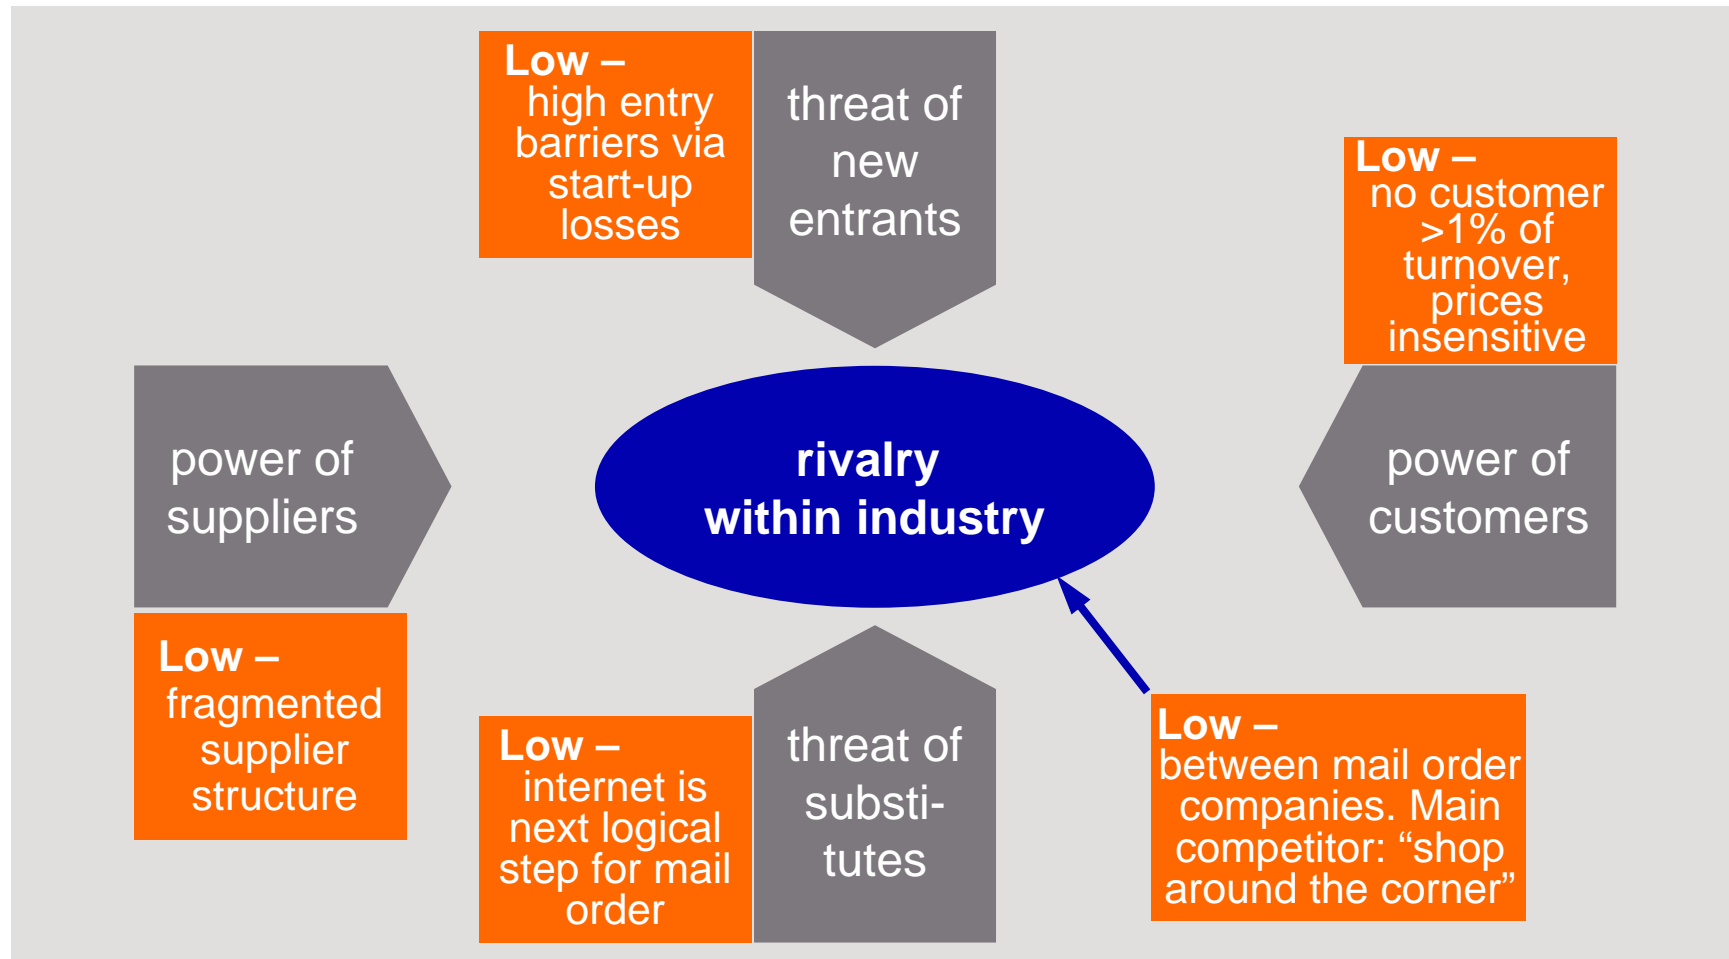 Low –
high entry
barriers via
start-up
losses
threat of
new
entrants
Low –
no customer
>1% of
turnover,
prices
insensitive
power of
suppliers
rivalry
within industry
power of
customers
Low –
fragmented
supplier
structure
Low –
internet is
next logical
step for mail
order
threat of
substi-
tutes
Low –
between mail order
companies. Main
competitor: “shop
around the corner”